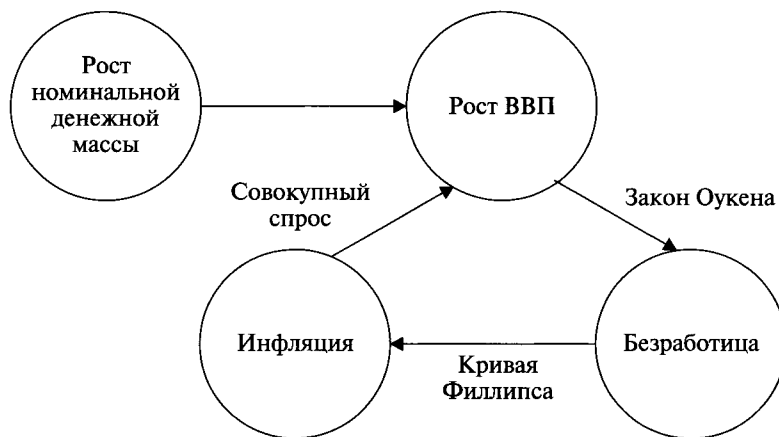 Рост
номинальной
денежной
массы
Рост ВВП
Совокупный
спрос
Закон Оукена
Инфляция
Кривая
Филлипса
Безработица